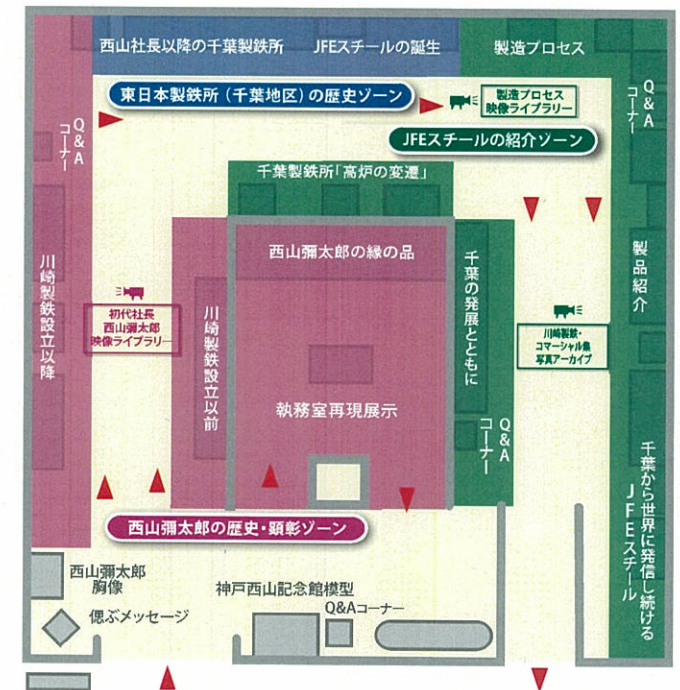 西山社長以降の千葉製鉄所
JFEスチールの誕生
製造プロセス
東日本製鉄所（千葉地区）の歴史ゾーン
製造プロセス
映像ライブラリー
Q&A
コーナー
Q&A
コーナー
JFEスチールの紹介ゾーン
千葉製鉄所「高炉の変遷」
西山彌太郎の縁の品
千葉の発展とともに
製品紹介
川崎製鉄設立以降
初代社長
西山彌太郎
映像ライブラリー
川崎製鉄設立以前
川崎製鉄・
コマーシャル集
写真アーカイブ
執務室再現展示
Q&A
コーナー
千葉から世界に発信し続ける
JFEスチール
西山彌太郎の歴史・顕彰ゾーン
西山彌太郎
胸像
偲ぶメッセージ
神戸西山記念館模型
Q&Aコーナー